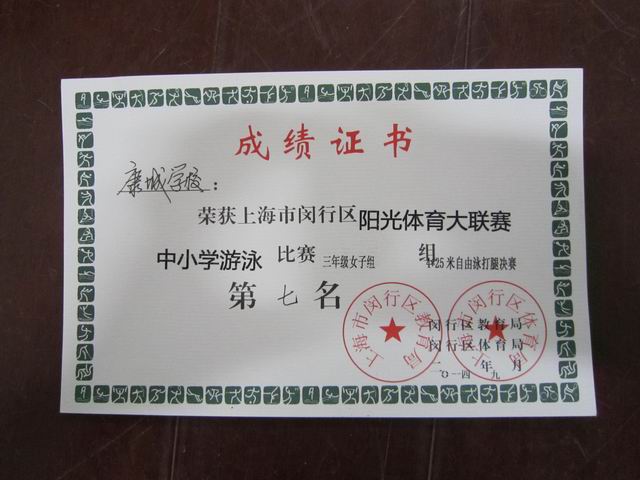 成绩证书
康城学校：
荣获上海市闵行区阳光体育大联赛
中小学游泳比赛三年级女子组 组4*25米自由泳打腿决赛
第七名
上海市闵行区教育局
上海市闵行区体育局
闵行区教育局
闵行区体育局
二〇一四年九月